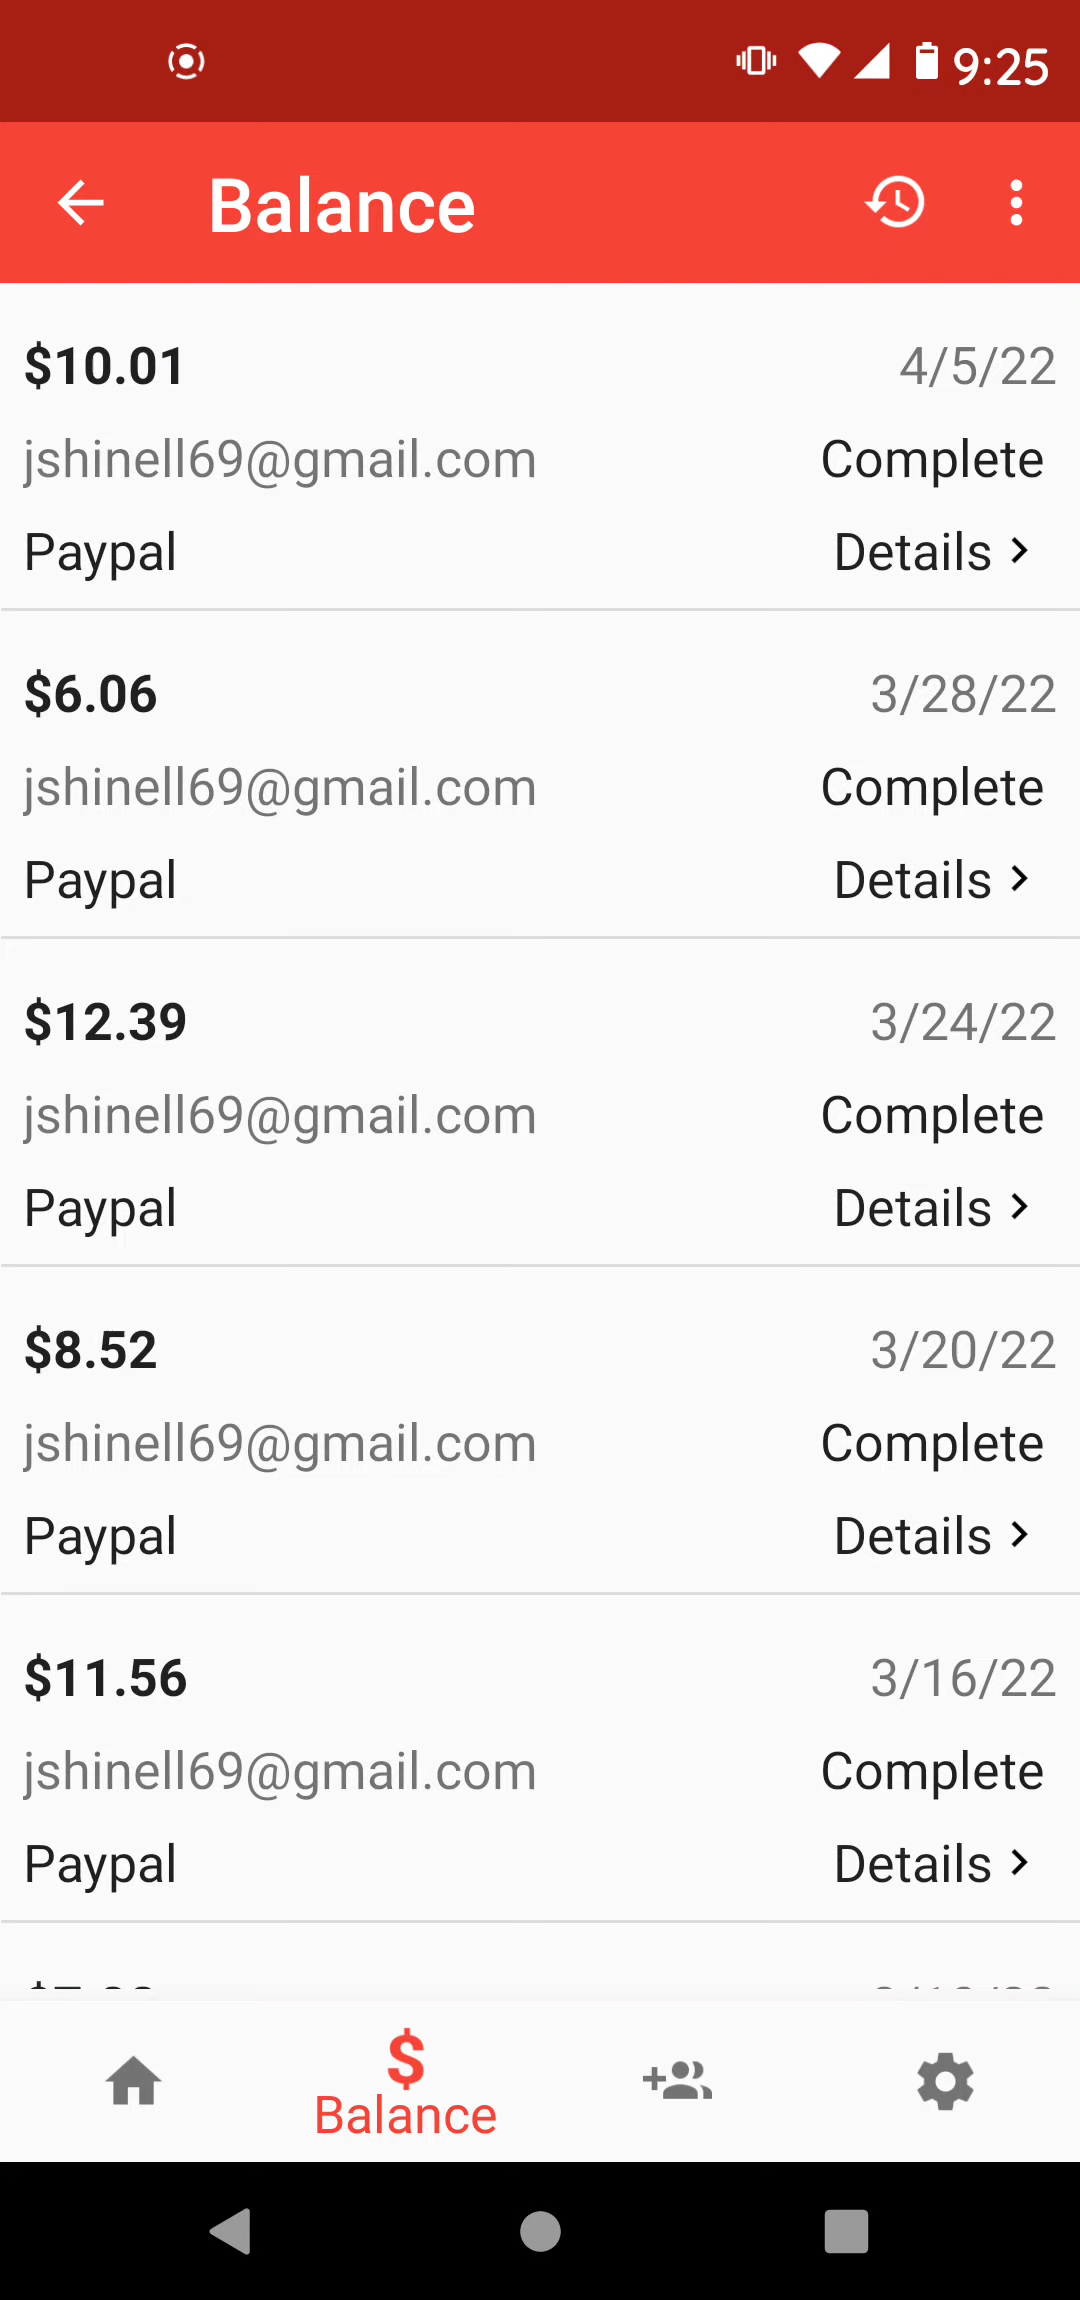 9:25
Balance
$10.01 4/5/22
jshinell69@gmail.com Complete
Paypal Details >
$6.06 3/28/22
jshinell69@gmail.com Complete
Paypal Details >
$12.39 3/24/22
jshinell69@gmail.com Complete
Paypal Details >
$8.52 3/20/22
jshinell69@gmail.com Complete
Paypal Details >
$11.56 3/16/22
jshinell69@gmail.com Complete
Paypal Details >
$
Balance